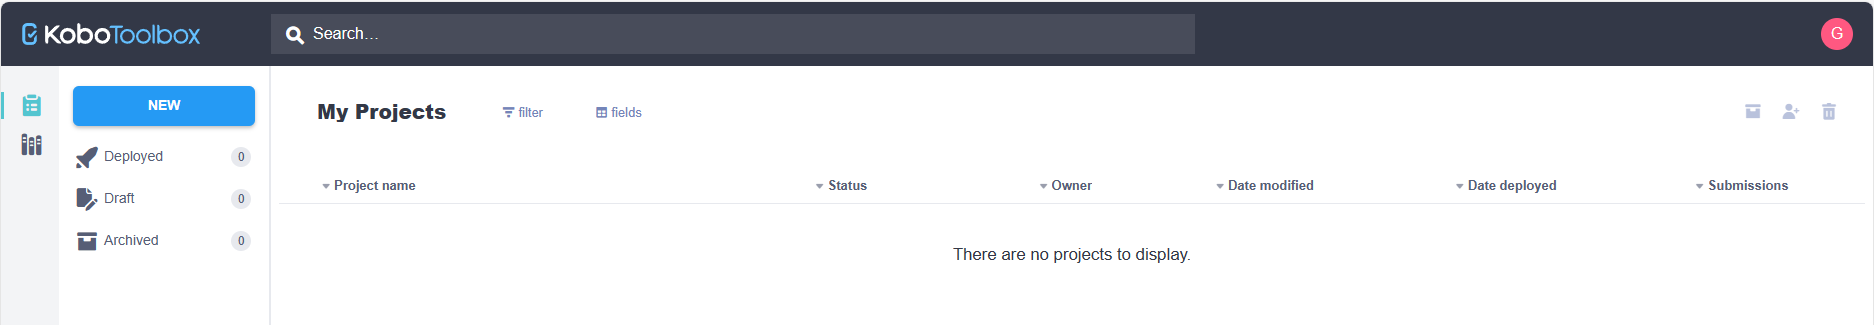 KoboToolbox
Search...
G
NEW
Deployed 0
Draft 0
Archived 0
My Projects filter fields
Project name Status Owner Date modified Date deployed Submissions
There are no projects to display.